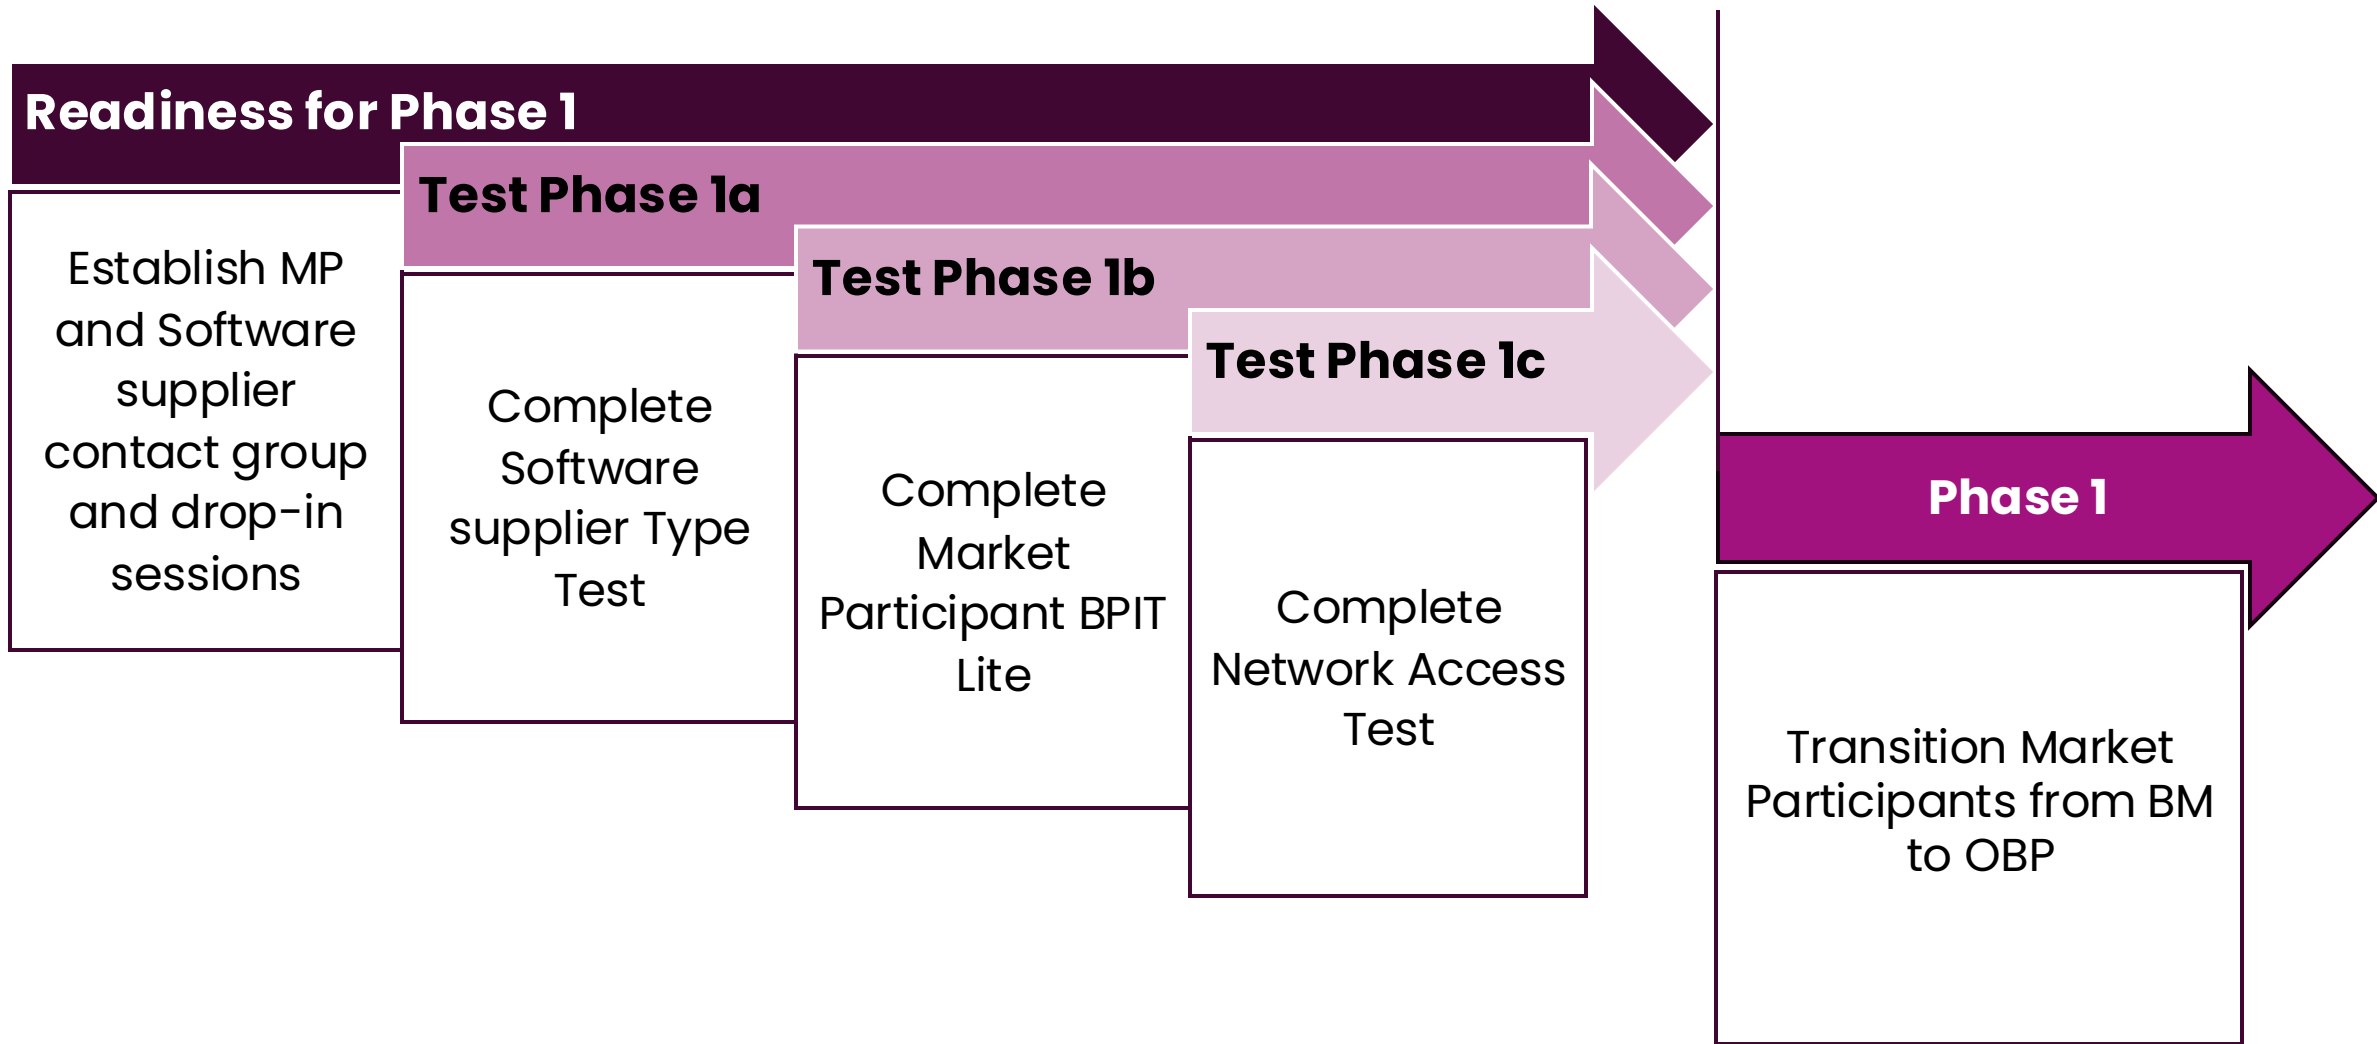 Readiness for Phase 1
Establish MP
and Software
supplier
contact group
and drop-in
sessions
Test Phase 1a
Complete
Software
supplier Type
Test
Test Phase 1b
Complete
Market
Participant BPIT
Lite
Test Phase 1c
Complete
Network Access
Test
Phase 1
Transition Market
Participants from BM
to OBP